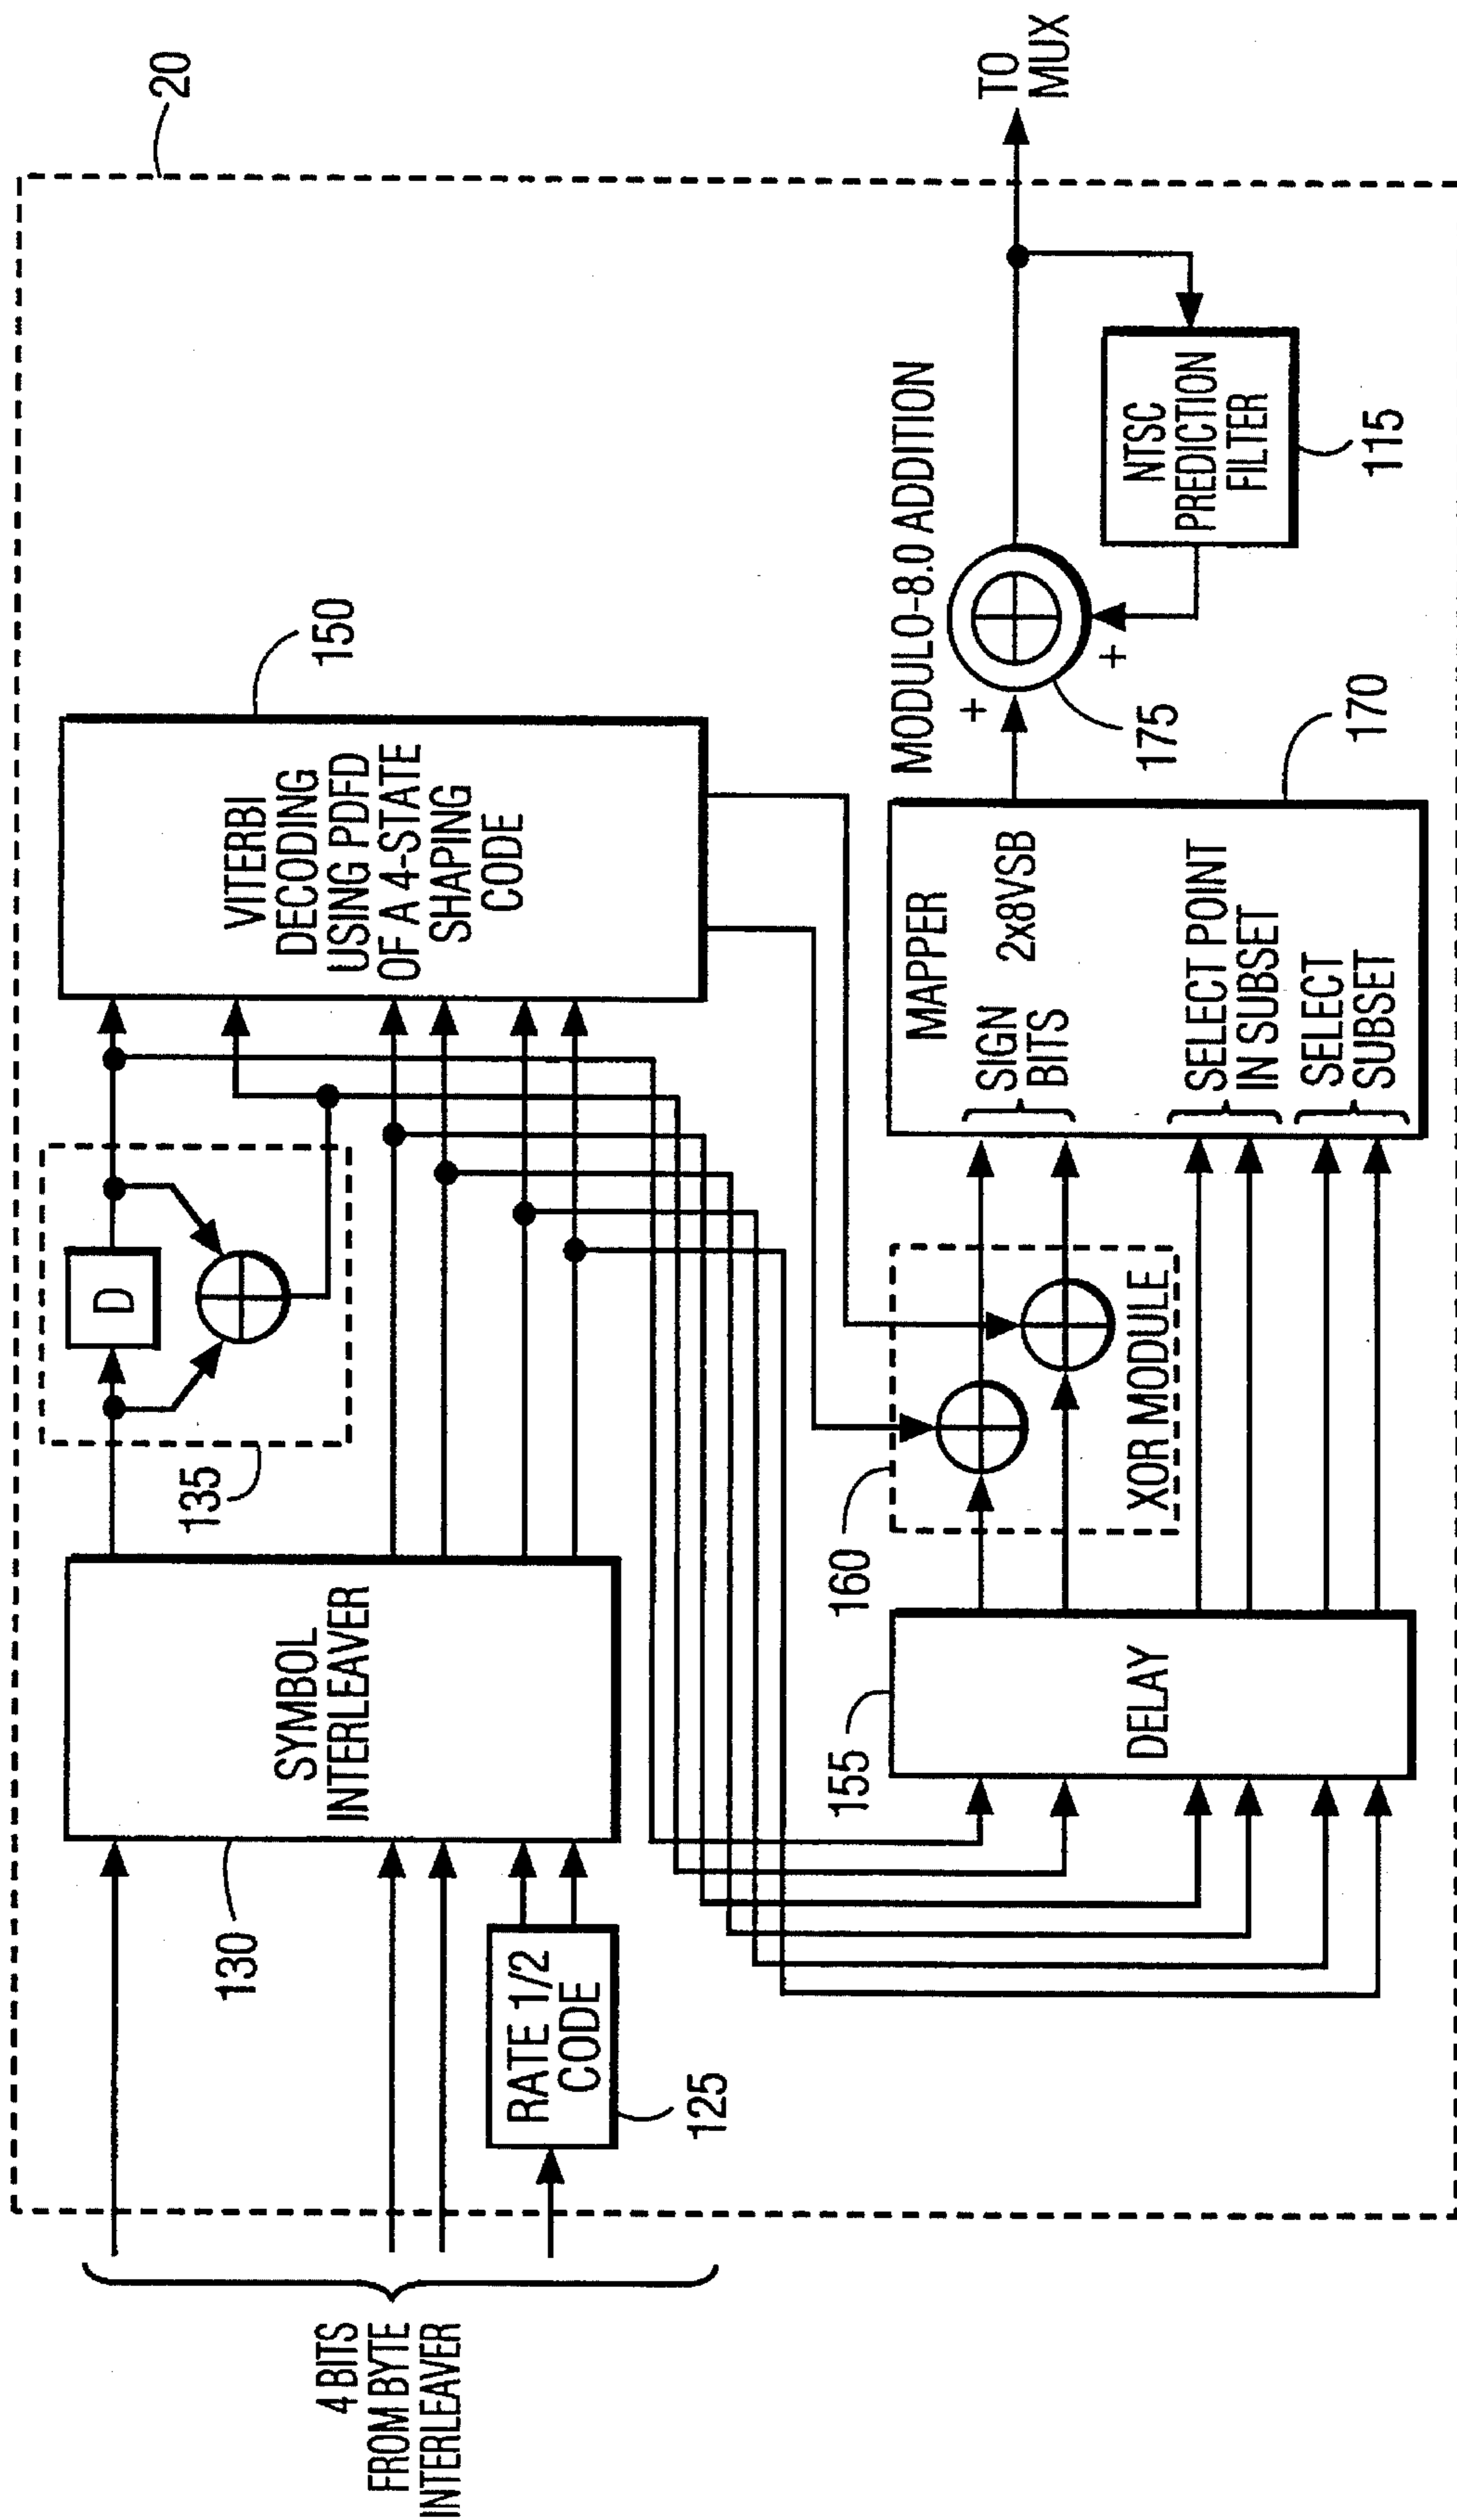 20
4 BITS
FROM BYTE
INTERLEAVER
RATE 1/2
CODE
125
SYMBOL
INTERLEAVER
130
D
135
VITERBI
DECODING
USING PDFD
OF A 4-STATE
SHAPING
CODE
150
DELAY
155
XOR MODULE
160
MAPPER
SIGN
BITS
2x8VSB
SELECT POINT
IN SUBSET
SELECT
SUBSET
170
MODULO-8.0 ADDITION
+
+
175
NTSC
PREDICTION
FILTER
115
TO
MUX